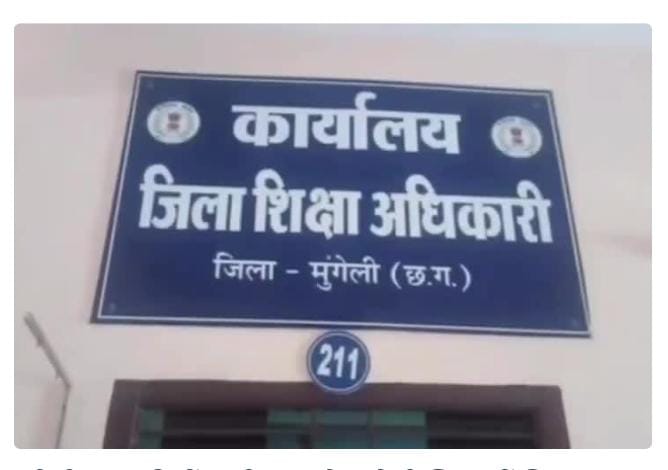 कार्यालय
जिला शिक्षा अधिकारी
जिला - मुंगेली (छ.ग.)
211